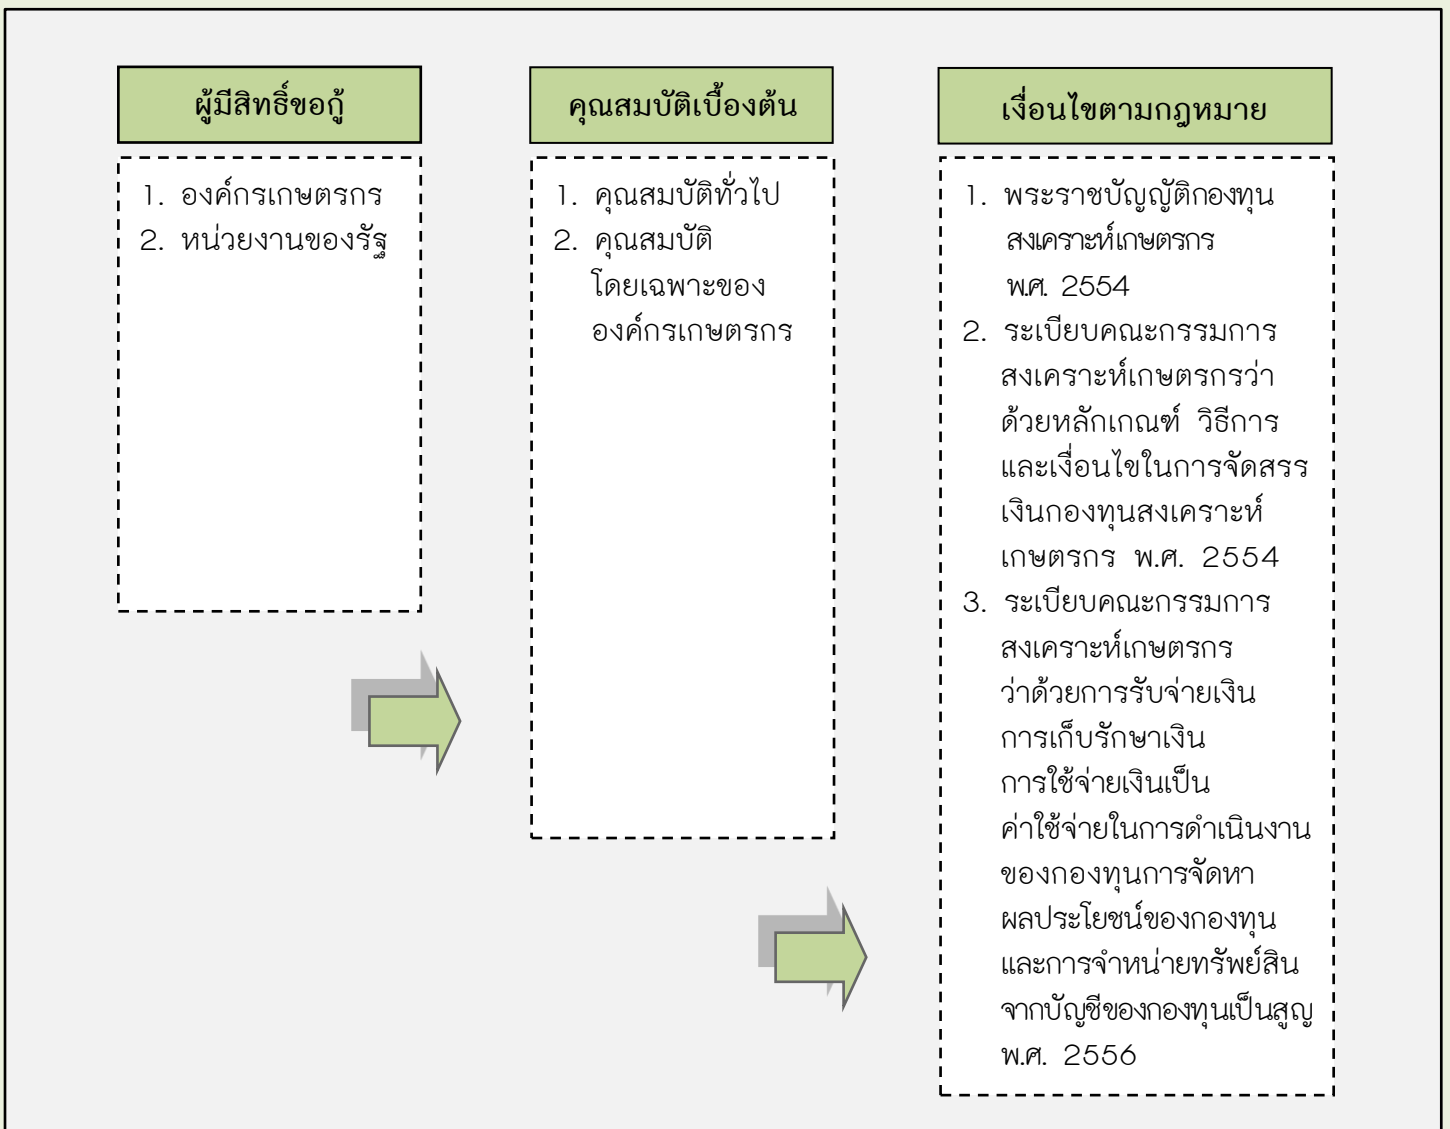 ผู้มีสิทธิ์ขอกู้
1. องค์กรเกษตรกร
2. หน่วยงานของรัฐ
คุณสมบัติเบื้องต้น
1. คุณสมบัติทั่วไป
2. คุณสมบัติ
โดยเฉพาะของ
องค์กรเกษตรกร
เงื่อนไขตามกฎหมาย
1. พระราชบัญญัติกองทุน
สงเคราะห์เกษตรกร
พ.ศ. 2554
2. ระเบียบคณะกรรมการ
สงเคราะห์เกษตรกรว่า
ด้วยหลักเกณฑ์ วิธีการ
และเงื่อนไขในการจัดสรร
เงินกองทุนสงเคราะห์
เกษตรกร พ.ศ. 2554
3. ระเบียบคณะกรรมการ
สงเคราะห์เกษตรกร
ว่าด้วยการรับจ่ายเงิน
การเก็บรักษาเงิน
การใช้จ่ายเงินเป็น
ค่าใช้จ่ายในการดำเนินงาน
ของกองทุนการจัดหา
ผลประโยชน์ของกองทุน
และการจำหน่ายทรัพย์สิน
จากบัญชีของกองทุนเป็นสูญ
พ.ศ. 2556